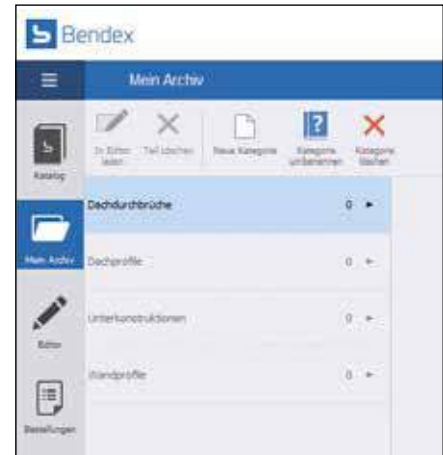 Bendex
Mein Archiv
In Editor laden
Teil löschen
Neue Kategorie
Kategorie umbenennen
Kategorie löschen
Katalog
Mein Archiv
Editor
Bestellungen
Dachdurchbrüche 0
Dachprofile 0
Unterkonstruktionen 0
Wandprofile 0